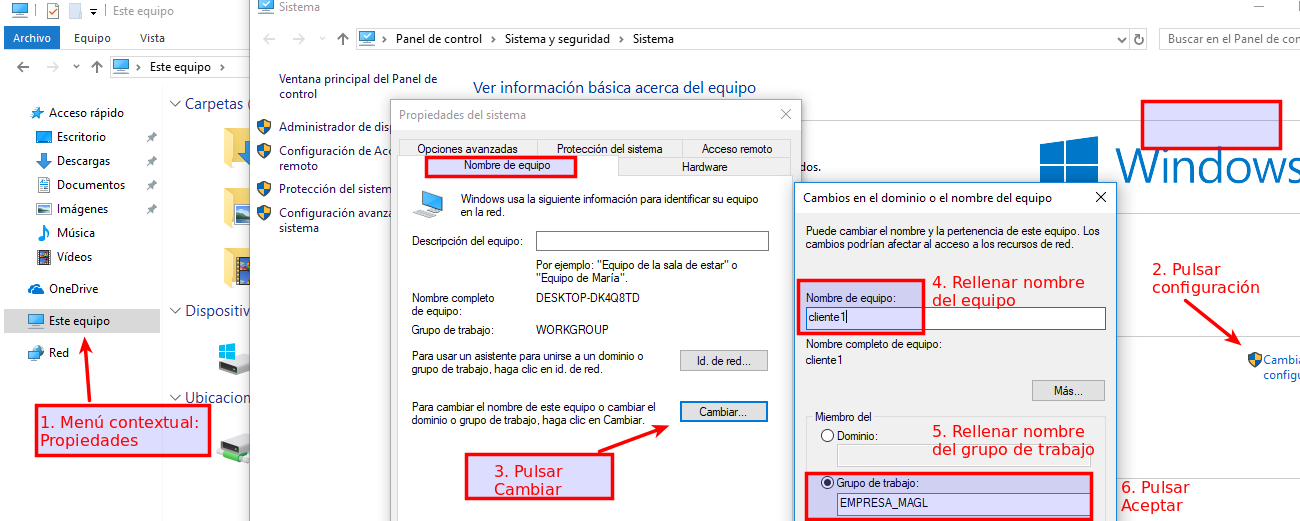 Este equipo
Archivo
Equipo
Vista
Este equipo
Acceso rápido
Escritorio
Descargas
Documentos
Imágenes
Música
Vídeos
OneDrive
Este equipo
Red
1. Menú contextual:
Propiedades
Carpetas (
Dispositiv
Ubicacion
Sistema
Panel de control
Sistema y seguridad
Sistema
Buscar en el Panel de con
Ventana principal del Panel de
control
Administrador de disp
Configuración de Acc
remoto
Protección del sistema
Configuración avanza
sistema
Ver información básica acerca del equipo
dos.
Windows
Propiedades del sistema
Opciones avanzadas
Protección del sistema
Acceso remoto
Nombre de equipo
Hardware
Windows usa la siguiente información para identificar su equipo
en la red.
Descripción del equipo:
Por ejemplo: "Equipo de la sala de estar" o
"Equipo de María".
Nombre completo
de equipo:
DESKTOP-DK4Q8TD
Grupo de trabajo:
WORKGROUP
Para usar un asistente para unirse a un dominio o
grupo de trabajo, haga clic en id. de red.
Id. de red...
Para cambiar el nombre de este equipo o cambiar el
dominio o grupo de trabajo, haga clic en Cambiar.
Cambiar...
3. Pulsar
Cambiar
Cambios en el dominio o el nombre del equipo
Puede cambiar el nombre y la pertenencia de este equipo. Los
cambios podrían afectar al acceso a los recursos de red.
4. Rellenar nombre
del equipo
Nombre de equipo:
cliente1
Nombre completo de equipo:
cliente1
Más...
Miembro del
Dominio:
5. Rellenar nombre
del grupo de trabajo
Grupo de trabajo:
EMPRESA_MAGL
2. Pulsar
configuración
Cambia
configu
6. Pulsar
Aceptar